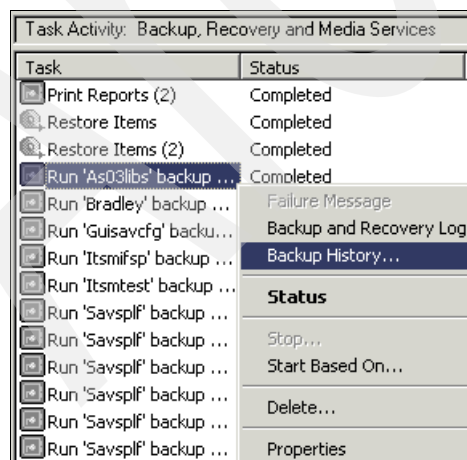 Task Activity: Backup, Recovery and Media Services
Task Status
Print Reports (2) Completed
Restore Items Completed
Restore Items (2) Completed
Run 'As03libs' backup ... Completed
Run 'Bradley' backup ... Failure Message
Run 'Guisavcfg' backu... Backup and Recovery Log
Run 'Itsmifsp' backup ... Backup History...
Run 'Itsmtest' backup ... Status
Run 'Savsplf' backup ...
Run 'Savsplf' backup ... Stop...
Run 'Savsplf' backup ... Start Based On...
Run 'Savsplf' backup ...
Run 'Savsplf' backup ... Delete...
Run 'Savsplf' backup ... Properties